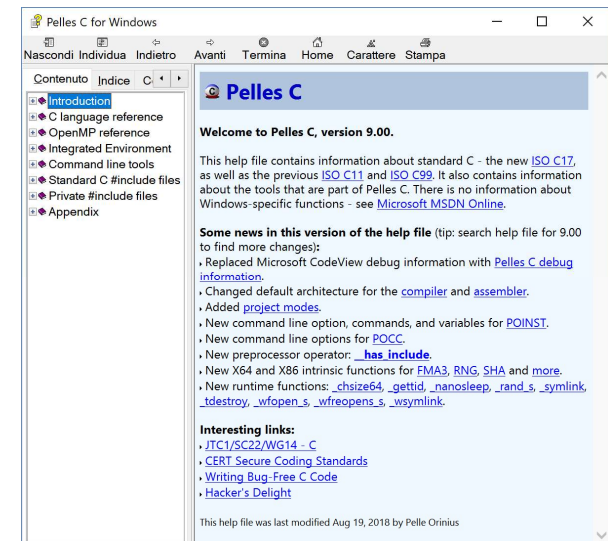 Pelles C for Windows
Nascondi Individua Indietro Avanti Termina Home Carattere Stampa
Contenuto Indice C
Introduction
C language reference
OpenMP reference
Integrated Environment
Command line tools
Standard C #include files
Private #include files
Appendix
Pelles C
Welcome to Pelles C, version 9.00.
This help file contains information about standard C - the new ISO C17,
as well as the previous ISO C11 and ISO C99. It also contains information
about the tools that are part of Pelles C. There is no information about
Windows-specific functions - see Microsoft MSDN Online.
Some news in this version of the help file (tip: search help file for 9.00
to find more changes):
Replaced Microsoft CodeView debug information with Pelles C debug
information.
Changed default architecture for the compiler and assembler.
Added project modes.
New command line option, commands, and variables for POINST.
New command line options for POCC.
New preprocessor operator: __has_include.
New X64 and X86 intrinsic functions for FMA3, RNG, SHA and more.
New runtime functions: _chsize64, _gettid, _nanosleep, _rand_s, _symlink,
_tdestroy, _wfopen_s, _wfreopens_s, _wsymlink.
Interesting links:
JTC1/SC22/WG14 - C
CERT Secure Coding Standards
Writing Bug-Free C Code
Hacker's Delight
This help file was last modified Aug 19, 2018 by Pelle Orinius